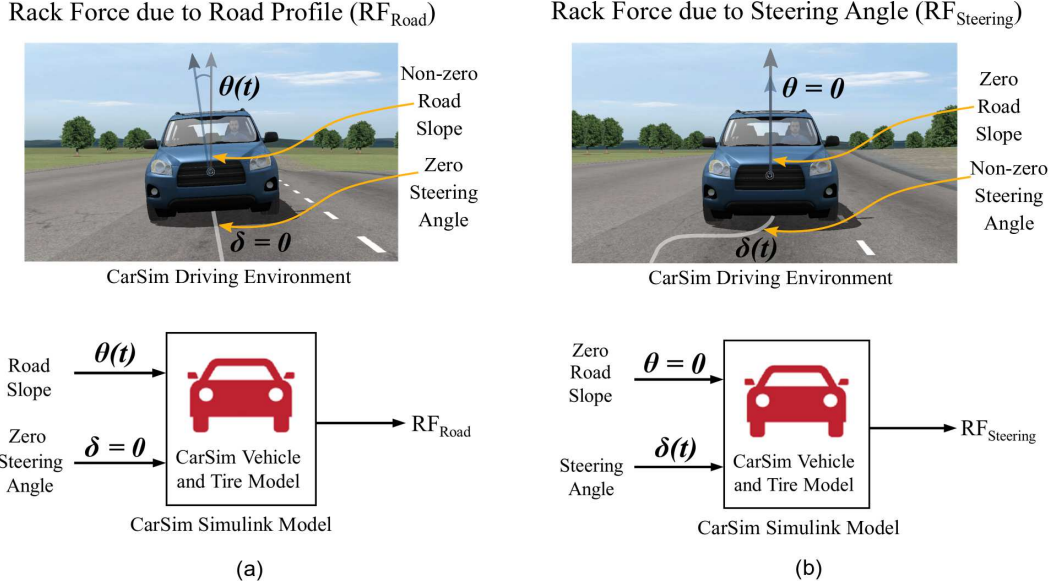 Rack Force due to Road Profile (RF_Road)
θ(t)
Non-zero
Road
Slope
Zero
Steering
Angle
δ = 0
CarSim Driving Environment
Road
Slope
θ(t)
Zero
Steering
Angle
δ = 0
CarSim Vehicle
and Tire Model
RF_Road
CarSim Simulink Model
(a)
Rack Force due to Steering Angle (RF_Steering)
θ = 0
Zero
Road
Slope
Non-zero
Steering
Angle
δ(t)
CarSim Driving Environment
Zero
Road
Slope
θ = 0
Steering
Angle
δ(t)
CarSim Vehicle
and Tire Model
RF_Steering
CarSim Simulink Model
(b)